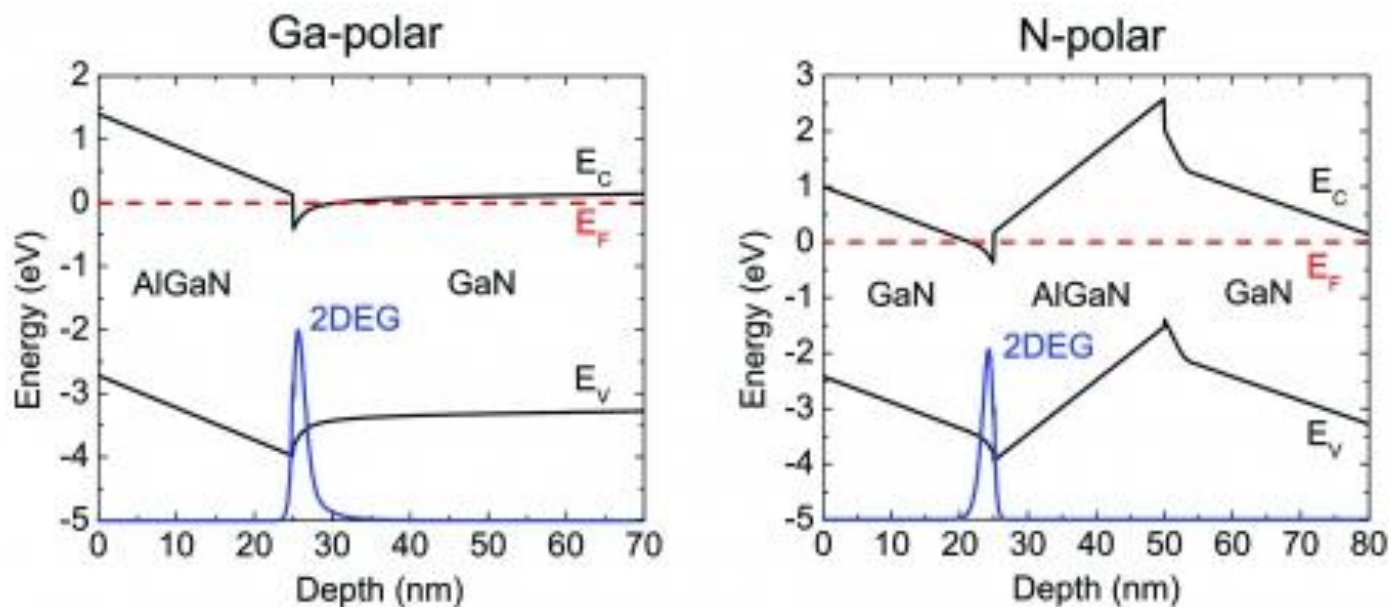 Ga-polar
2
1
0
-1
-2
-3
-4
-5
Energy (eV)
E_C
E_F
AlGaN
GaN
2DEG
E_V
0 10 20 30 40 50 60 70
Depth (nm)
N-polar
3
2
1
0
-1
-2
-3
-4
-5
Energy (eV)
E_C
E_F
GaN
AlGaN
GaN
2DEG
E_V
0 10 20 30 40 50 60 70 80
Depth (nm)